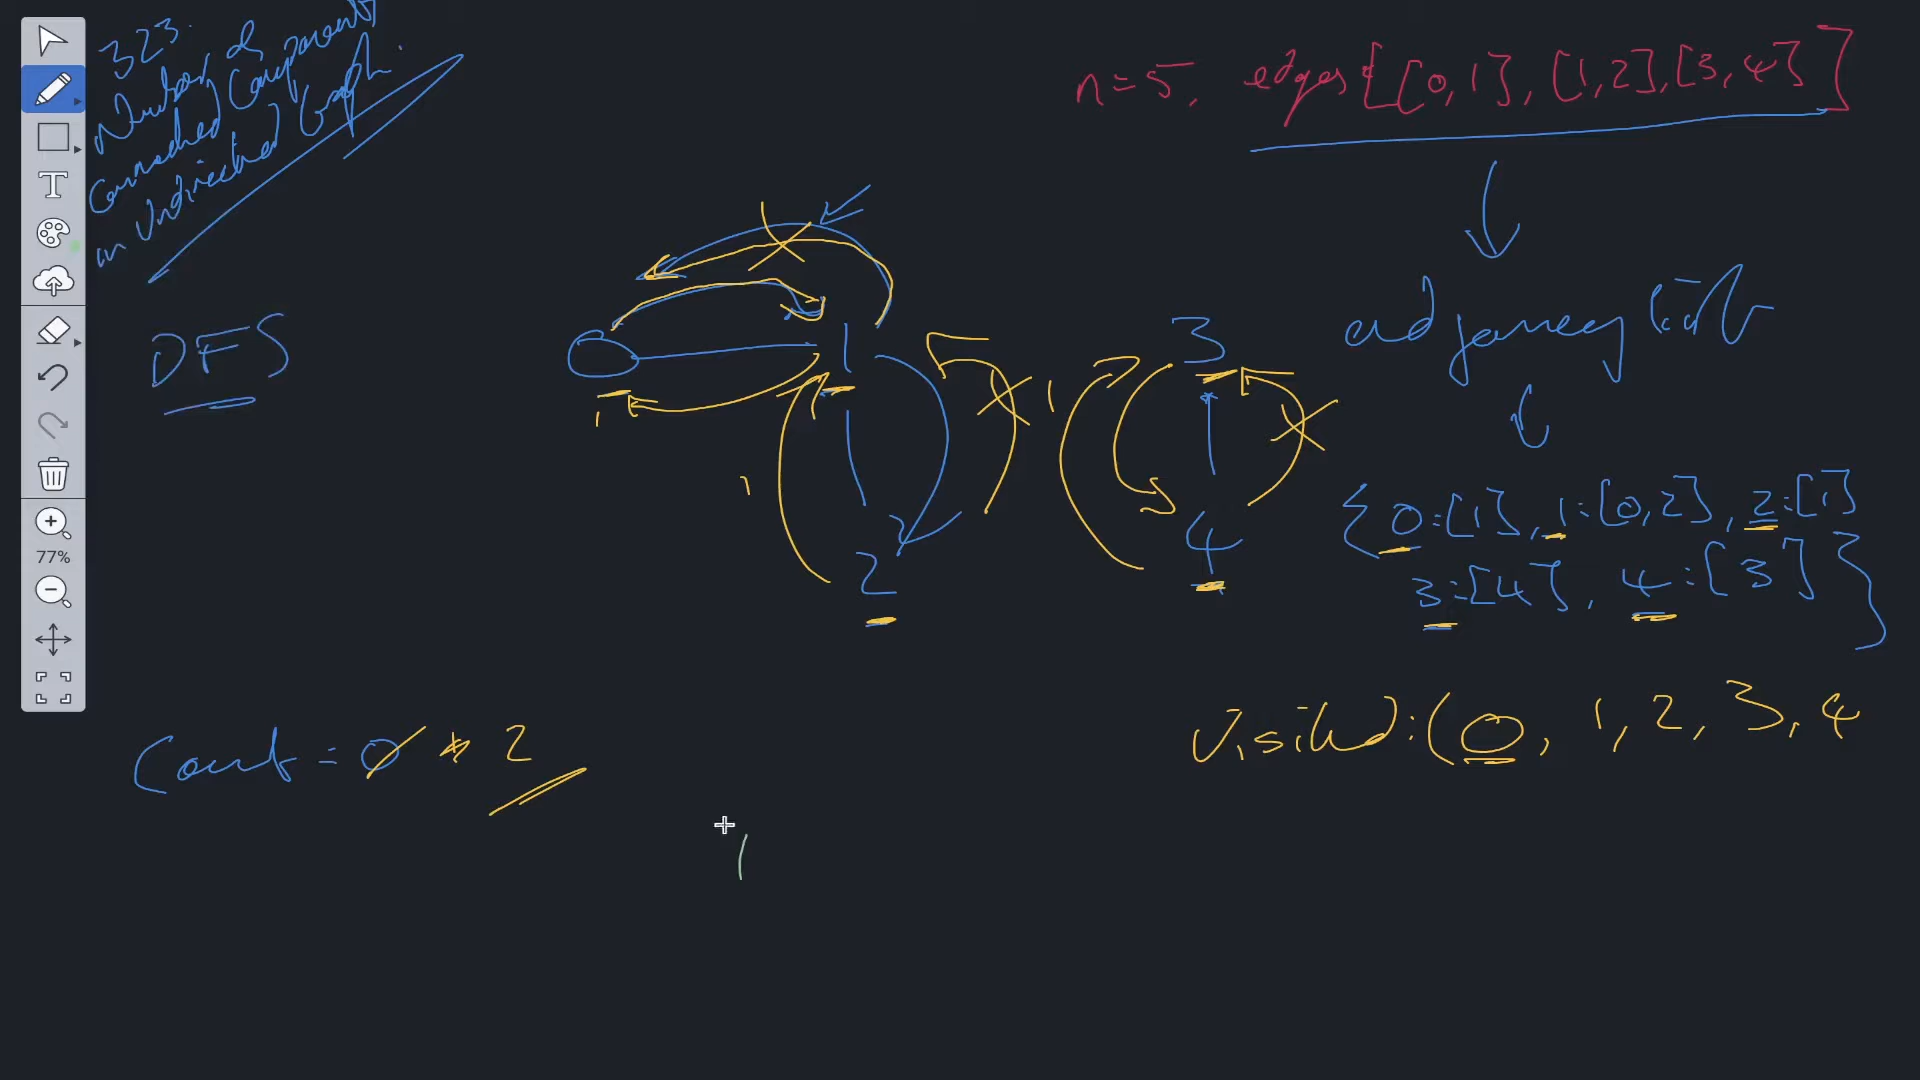 323.
Number of
Connected Components
in Undirected Graph
n=5, edges[[0,1],[1,2],[3,4]]
DFS
0 1 3
2 4
adjacency list
{0:[1], 1:[0,2], 2:[1]
3:[4], 4:[3]}
Visited:(0, 1, 2, 3, 4
Count = 0 1 2
77%